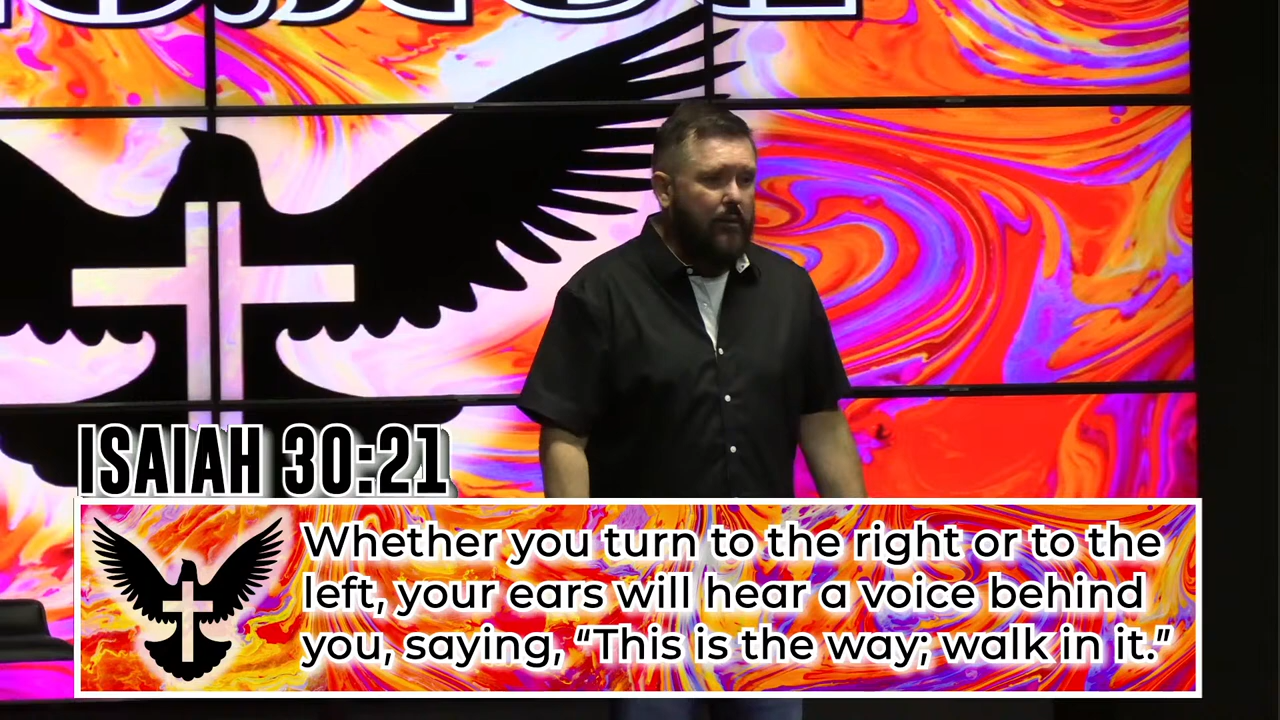 ISAIAH 30:21
Whether you turn to the right or to the
left, your ears will hear a voice behind
you, saying, “This is the way; walk in it.”